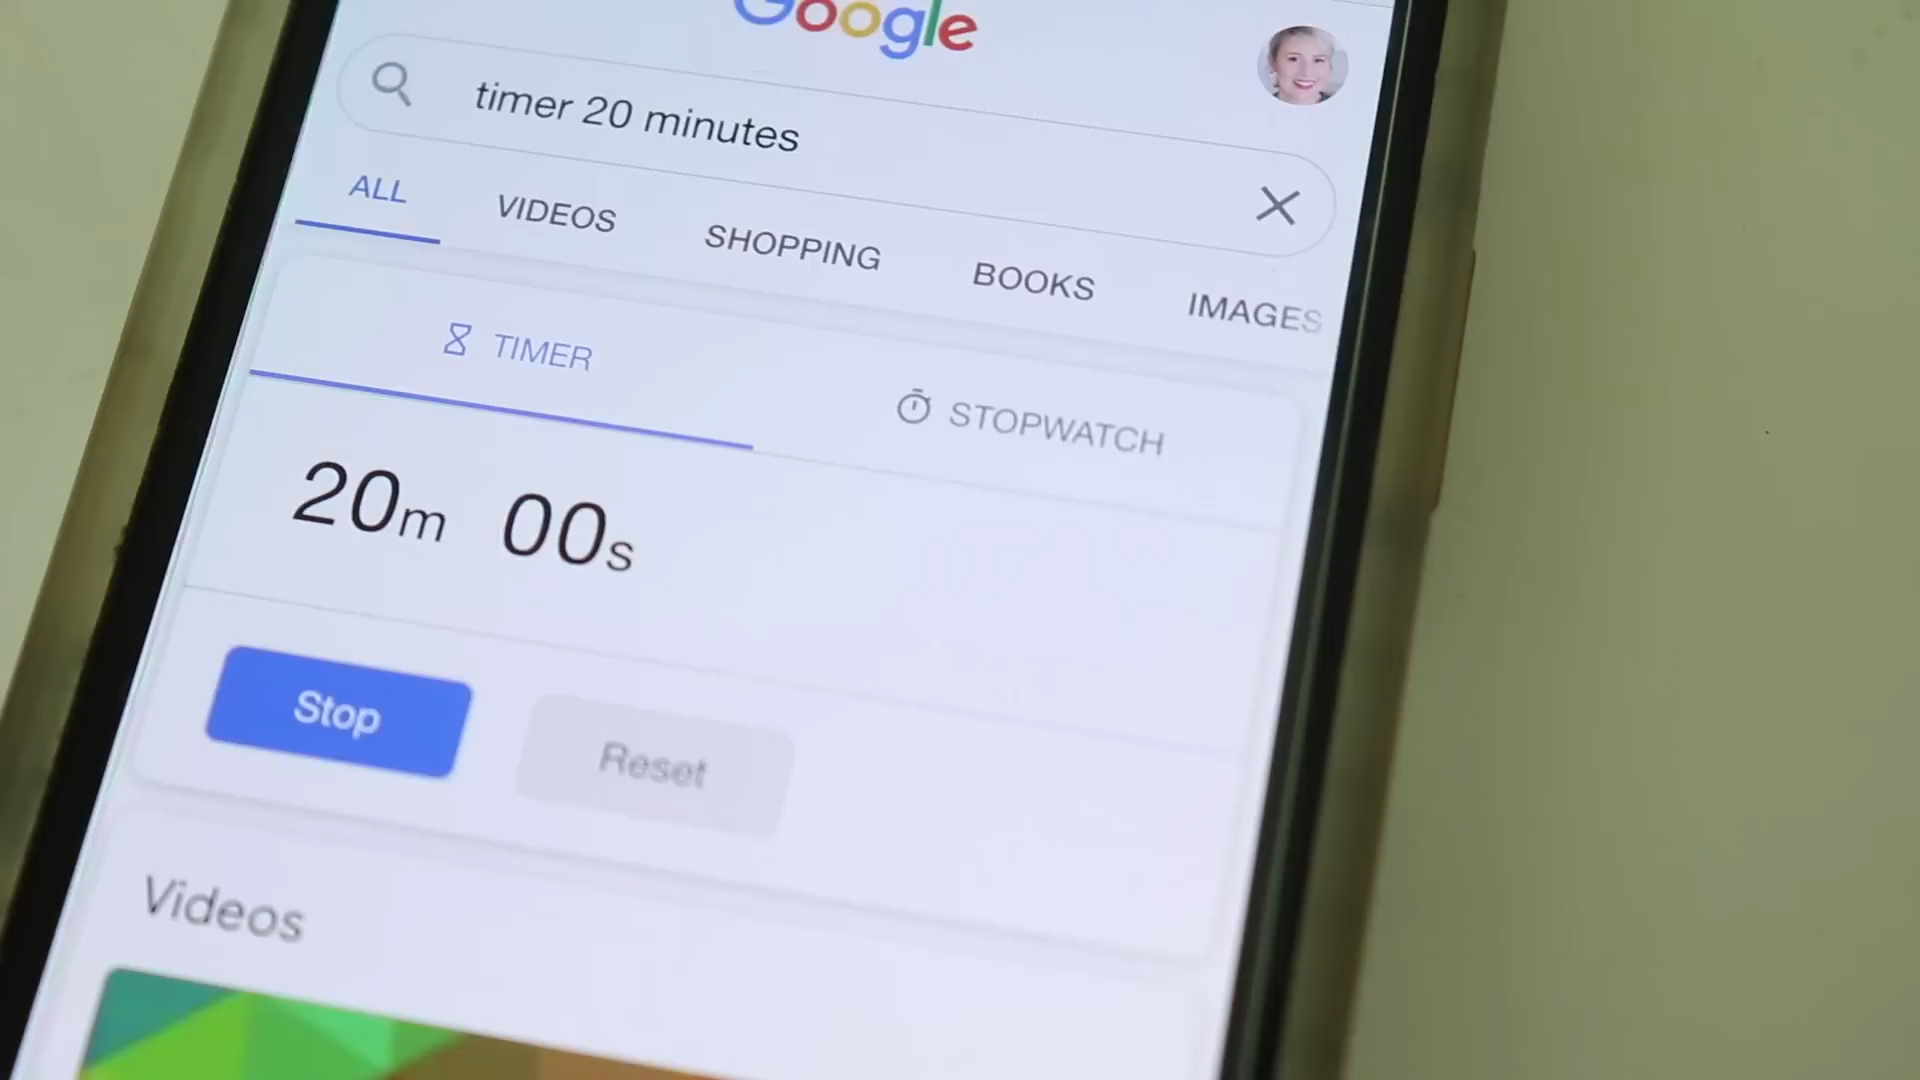 Google
timer 20 minutes
ALL VIDEOS SHOPPING BOOKS IMAGES
TIMER STOPWATCH
20m 00s
Stop Reset
Videos